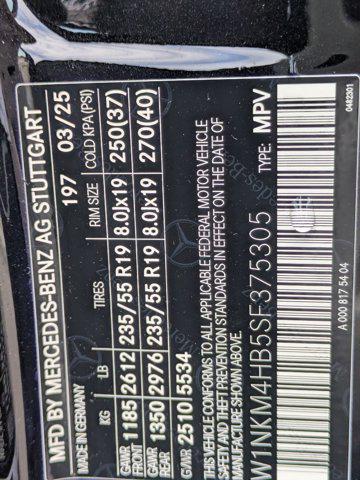 MFD BY MERCEDES-BENZ AG STUTTGART
197 03/25
KG LB TIRES RIM SIZE COLD KPA(PSI)
GAWR FRONT 1185 2612 235/55 R19 8.0Jx19 250(37)
GAWR REAR 1350 2976 235/55 R19 8.0Jx19 270(40)
GVWR 2510 5534
THIS VEHICLE CONFORMS TO ALL APPLICABLE FEDERAL MOTOR VEHICLE
SAFETY AND THEFT PREVENTION STANDARDS IN EFFECT ON THE DATE OF
MANUFACTURE SHOWN ABOVE.
W1NKM4HB5SF375305 TYPE: MPV
A 000 817 54 04
0482301